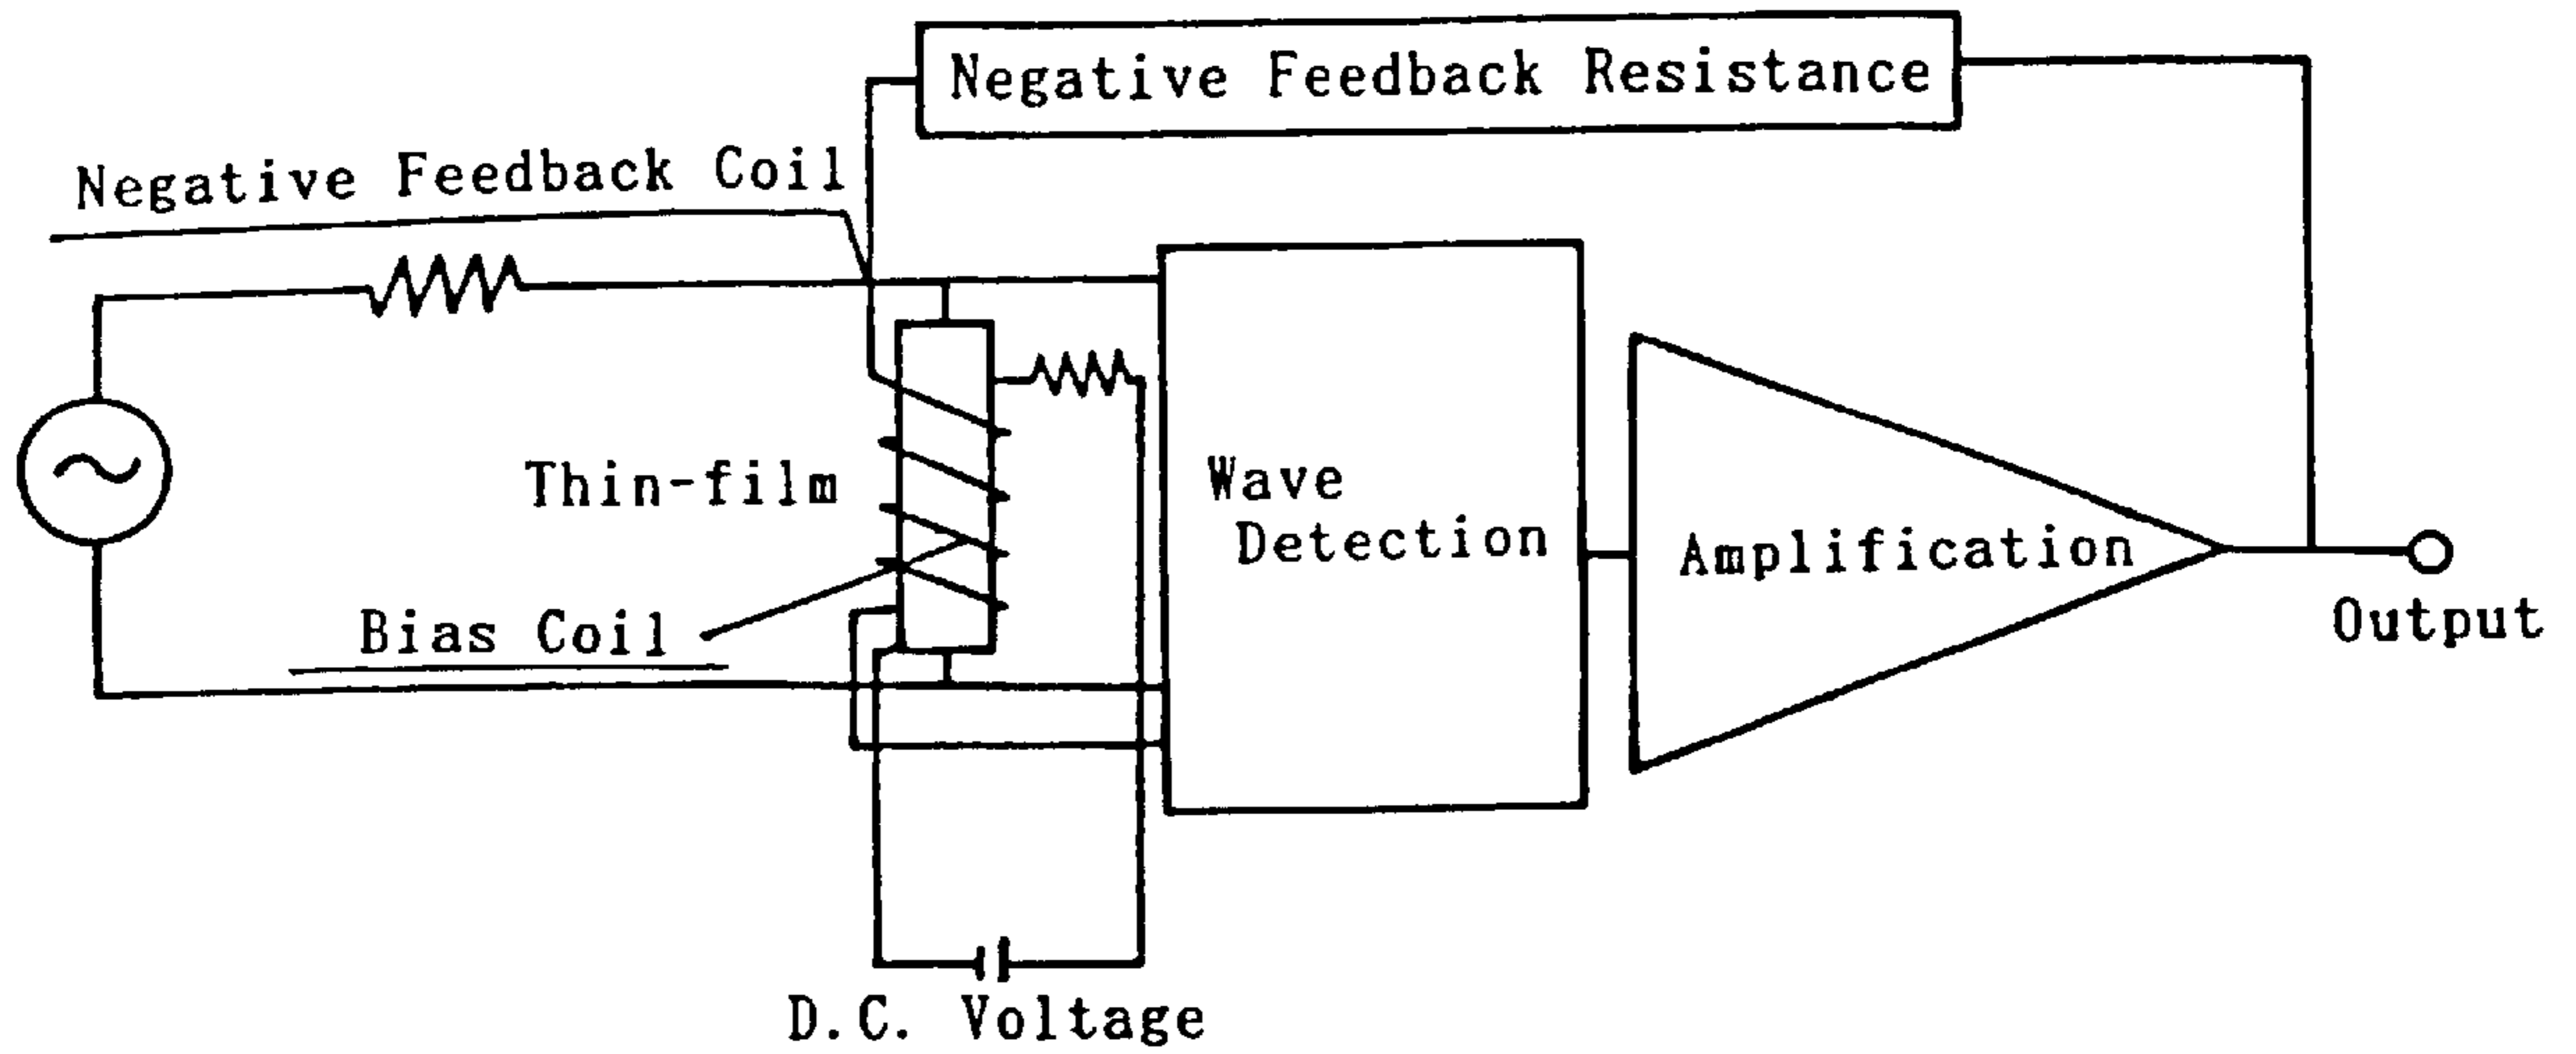 Negative Feedback Resistance
Negative Feedback Coil
Thin-film
Wave
Detection
Amplification
Bias Coil
Output
D.C. Voltage